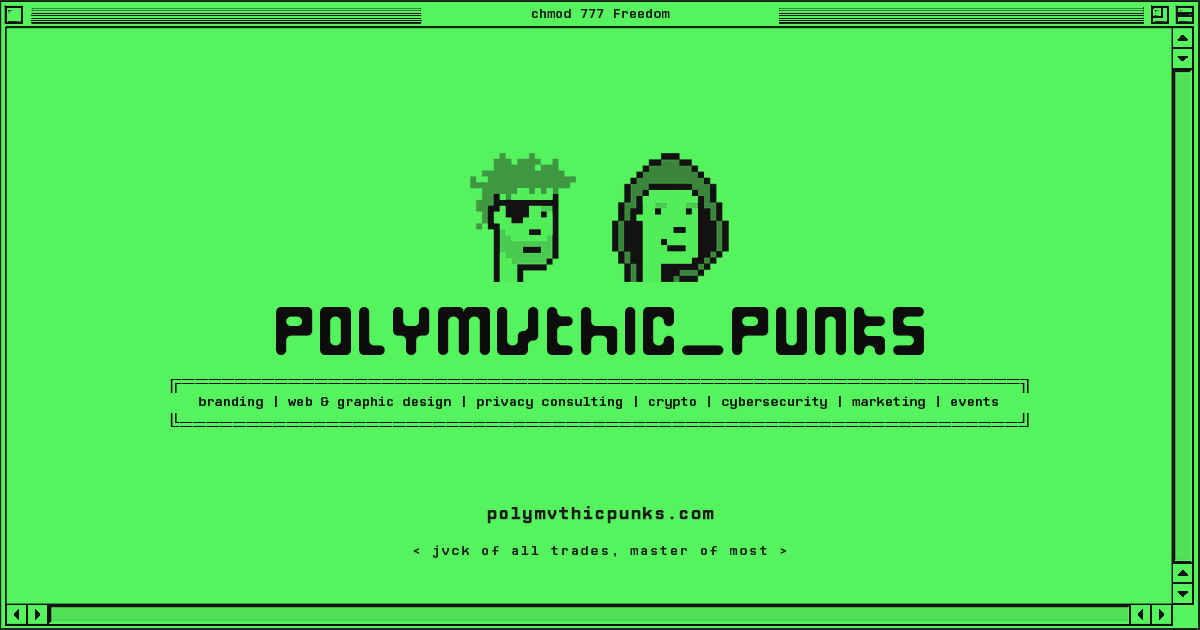 chmod 777 Freedom
POLYMVTHIC_PUNKS
branding | web & graphic design | privacy consulting | crypto | cybersecurity | marketing | events
polymvthicpunks.com
< jvck of all trades, master of most >